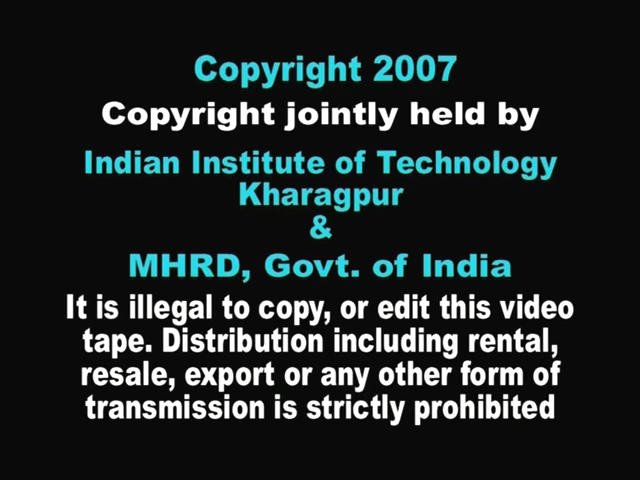 Copyright 2007
Copyright jointly held by
Indian Institute of Technology
Kharagpur
&
MHRD, Govt. of India
It is illegal to copy, or edit this video
tape. Distribution including rental,
resale, export or any other form of
transmission is strictly prohibited